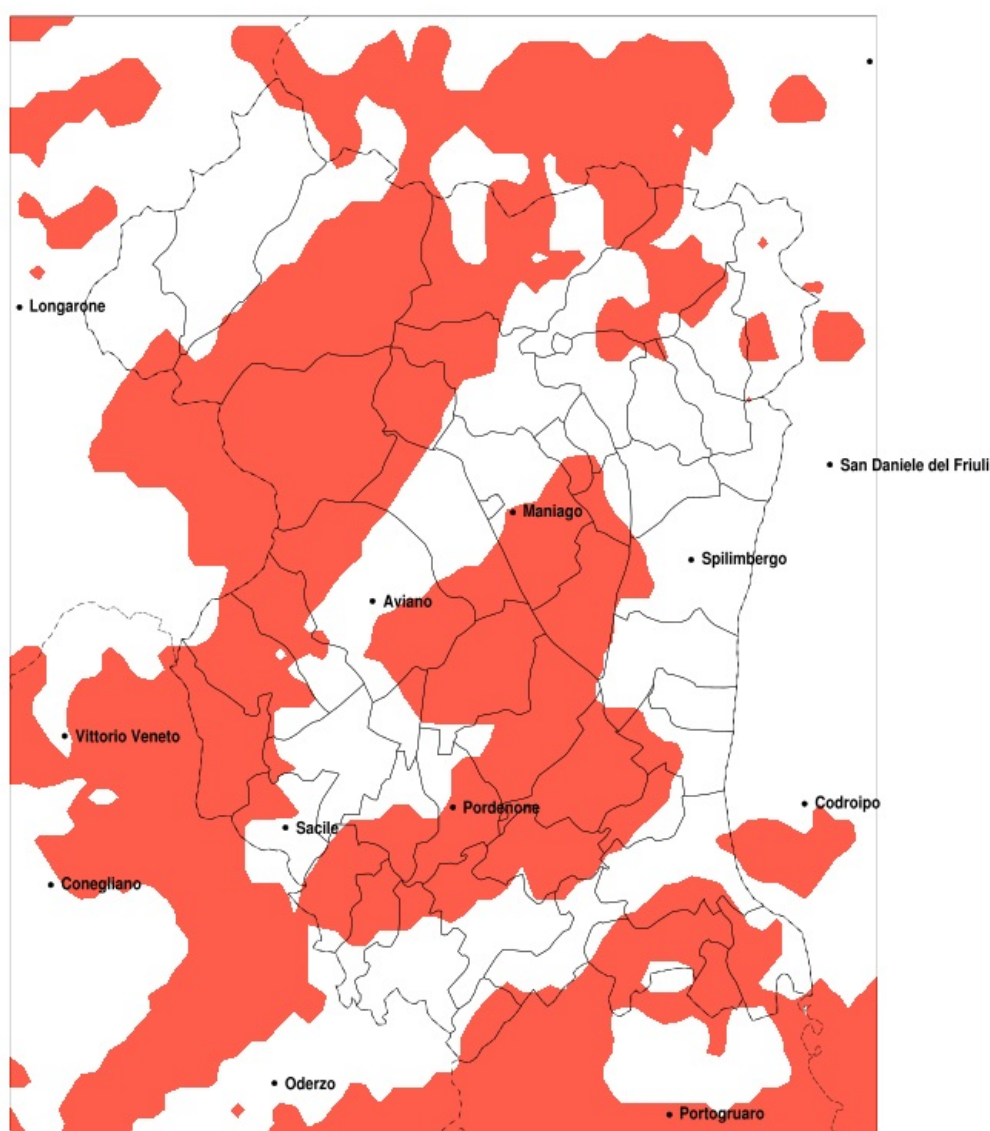 Longarone
San Daniele del Friuli
Maniago
Spilimbergo
Aviano
Vittorio Veneto
Codroipo
Pordenone
Sacile
Conegliano
Oderzo
Portogruaro